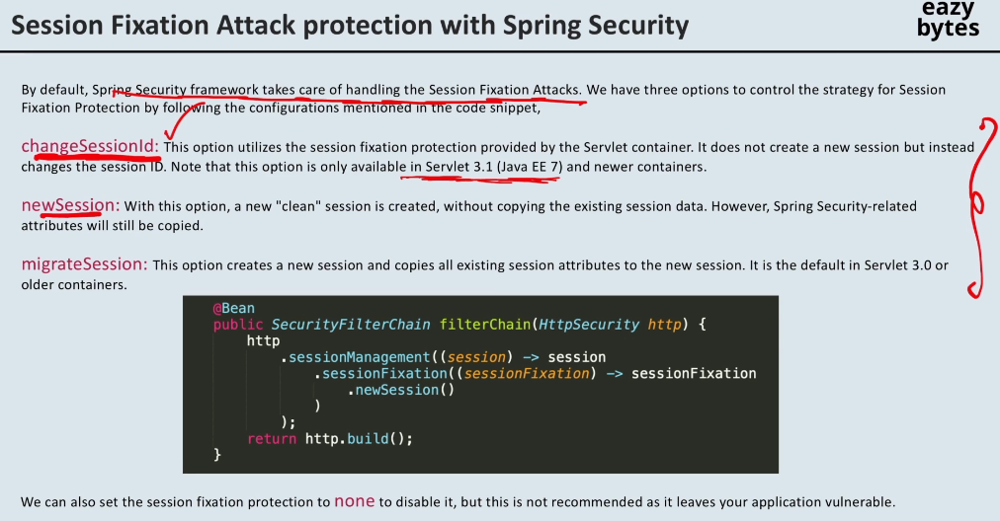 Session Fixation Attack protection with Spring Security
eazy
bytes
By default, Spring Security framework takes care of handling the Session Fixation Attacks. We have three options to control the strategy for Session
Fixation Protection by following the configurations mentioned in the code snippet,
changeSessionId: This option utilizes the session fixation protection provided by the Servlet container. It does not create a new session but instead
changes the session ID. Note that this option is only available in Servlet 3.1 (Java EE 7) and newer containers.
newSession: With this option, a new "clean" session is created, without copying the existing session data. However, Spring Security-related
attributes will still be copied.
migrateSession: This option creates a new session and copies all existing session attributes to the new session. It is the default in Servlet 3.0 or
older containers.
@Bean
public SecurityFilterChain filterChain(HttpSecurity http) {
http
.sessionManagement((session) -> session
.sessionFixation((sessionFixation) -> sessionFixation
.newSession()
)
);
return http.build();
}
We can also set the session fixation protection to none to disable it, but this is not recommended as it leaves your application vulnerable.